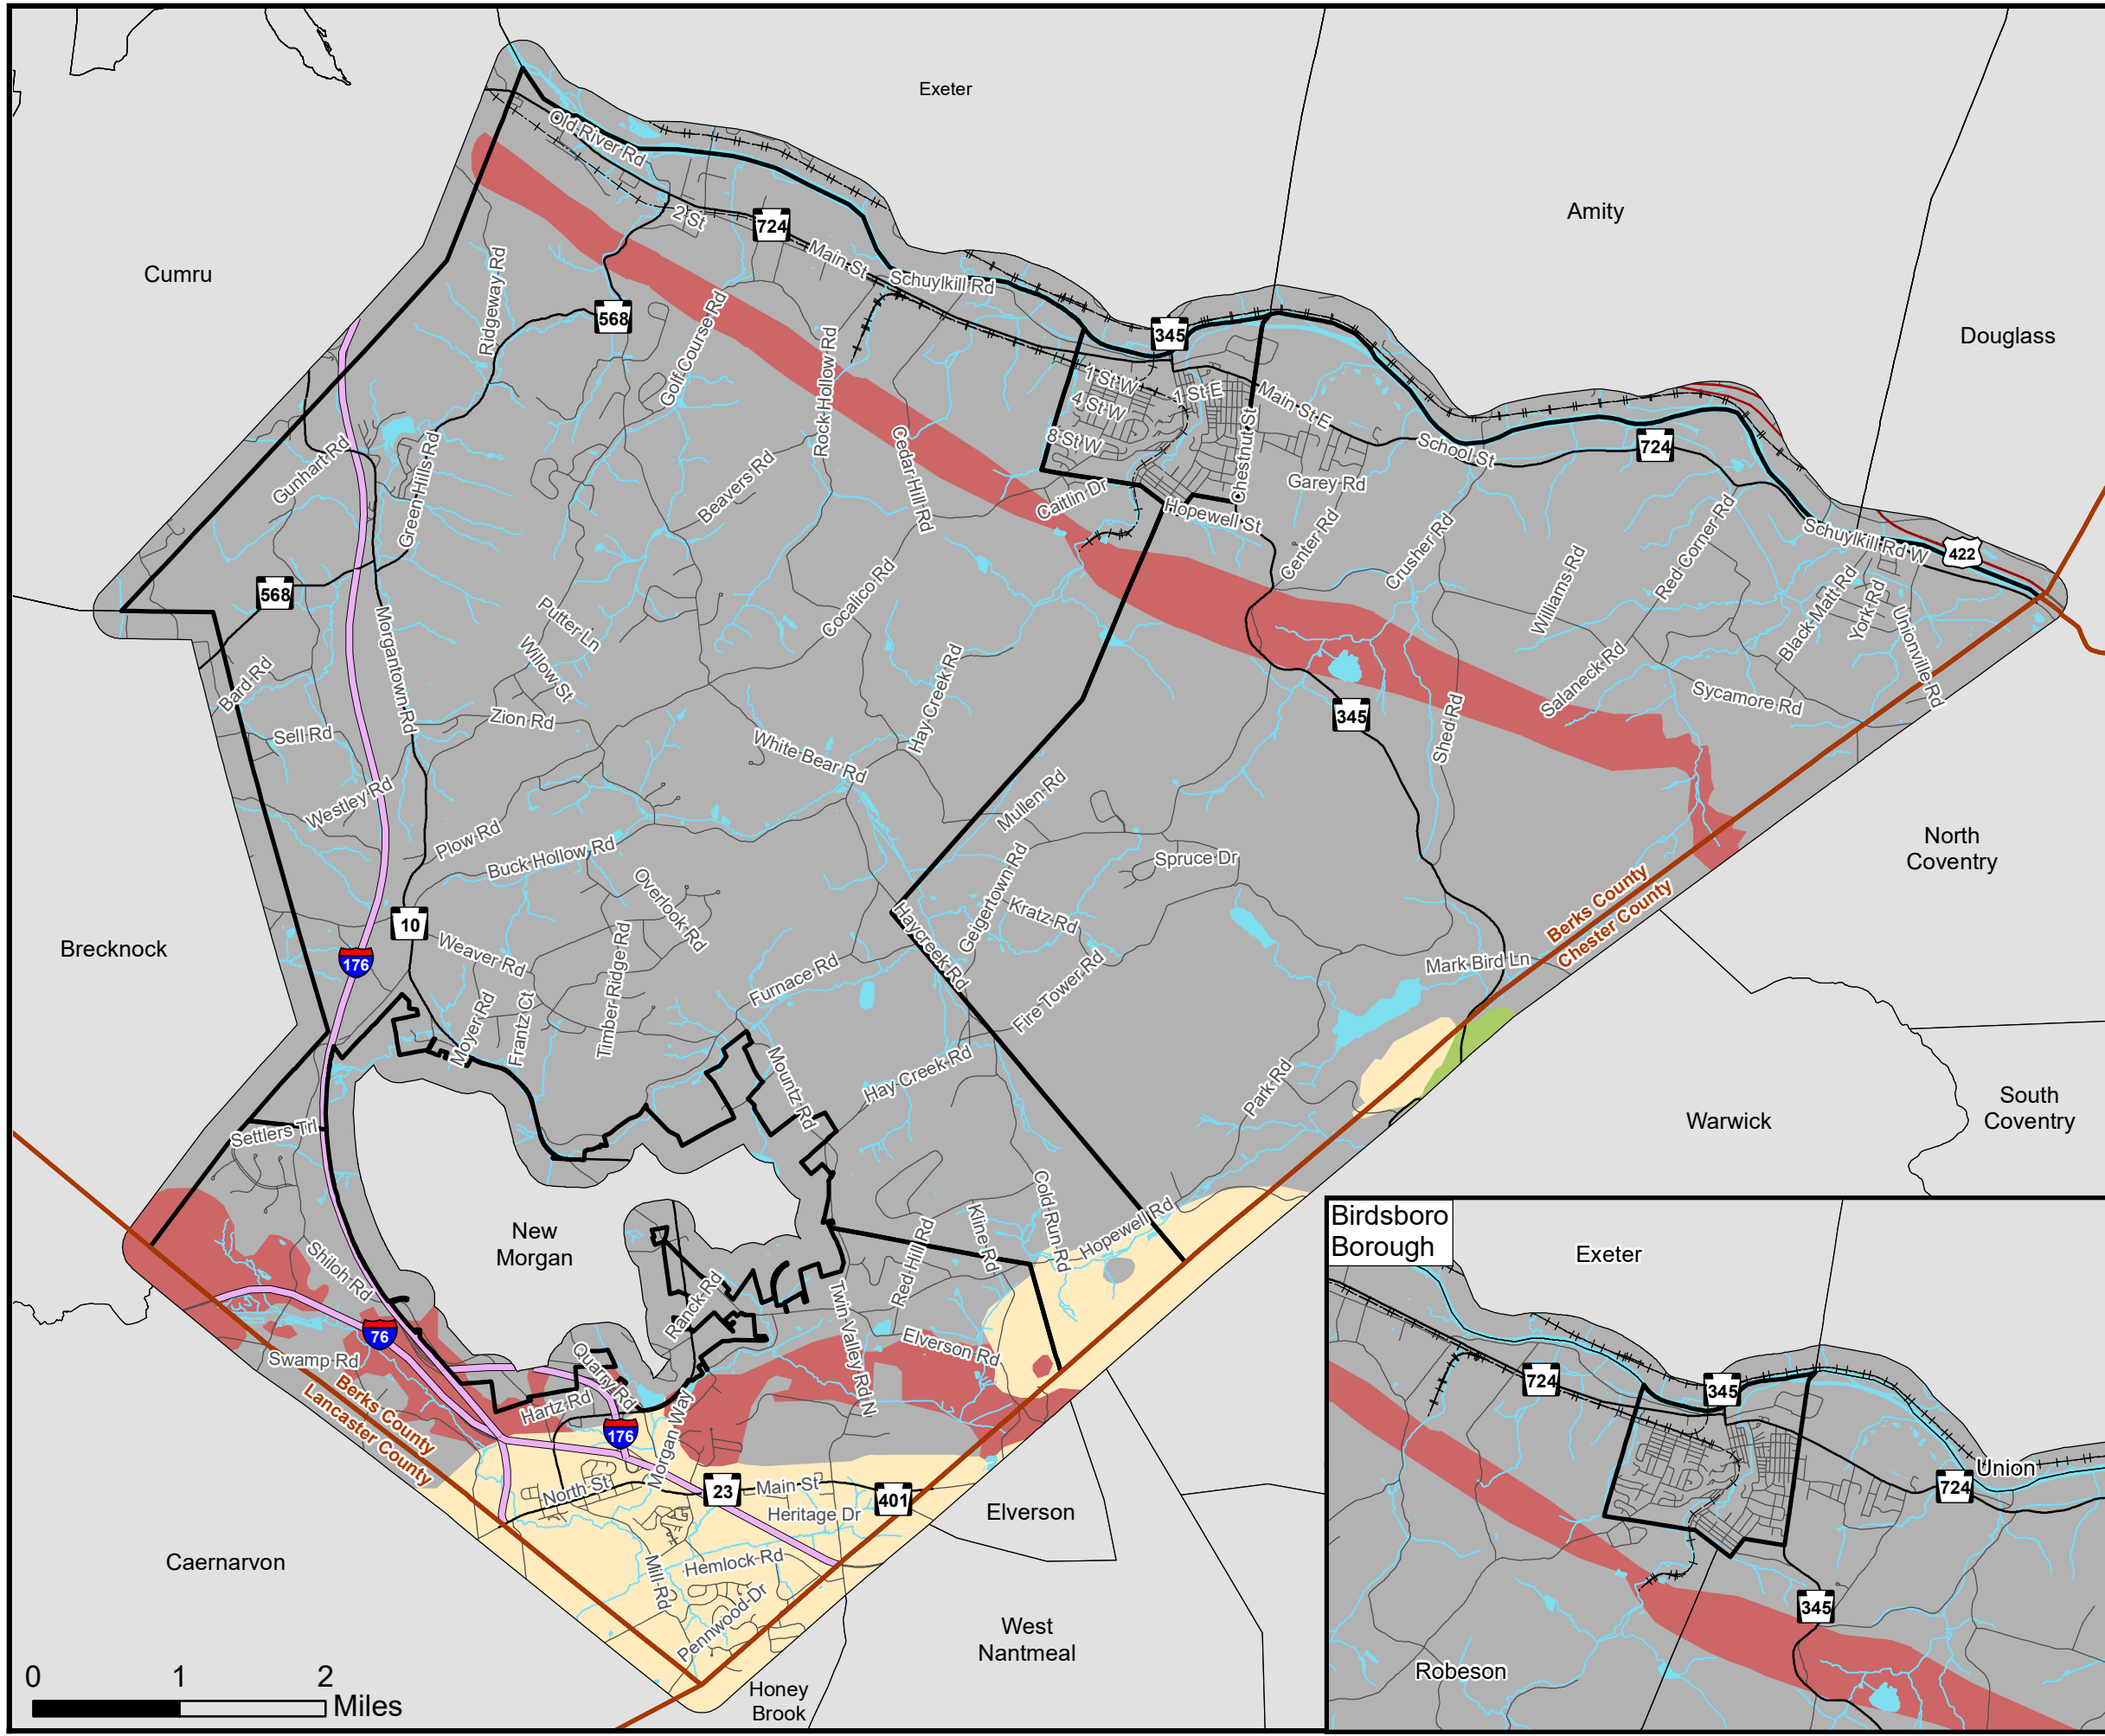 Exeter
Amity
Cumru
Douglass
Old River Rd
2 St
724
Main St
Schuylkill Rd
345
568
Ridgeway Rd
Golf Course Rd
Rock Hollow Rd
Cedar Hill Rd
1 St W
4 St W
8 St W
1 St E
Main St E
Chestnut St
School St
724
Garey Rd
Caitlin Dr
Hopewell St
Center Rd
Crusher Rd
Williams Rd
Red Corner Rd
Schuylkill Rd W
422
Black Matt Rd
York Rd
Unionville Rd
Gunhart Rd
Green Hills Rd
Beavers Rd
Cocalico Rd
568
Putter Ln
Willow St
Morgantown Rd
Bard Rd
Sell Rd
Zion Rd
Hay Creek Rd
White Bear Rd
345
Shed Rd
Salaneck Rd
Sycamore Rd
Westley Rd
Plow Rd
Buck Hollow Rd
Mullen Rd
Spruce Dr
North
Coventry
Geigertown Rd
Kratz Rd
Overlook Rd
Haycreek Rd
Berks County
Chester County
Brecknock
10
176
Weaver Rd
Timber Ridge Rd
Furnace Rd
Fire Tower Rd
Mark Bird Ln
Moyer Rd
Frantz Ct
Mountz Rd
Hay Creek Rd
Park Rd
Warwick
South
Coventry
Settlers Trl
New
Morgan
Shiloh Rd
Red Hill Rd
Kline Rd
Cold Run Rd
Hopewell Rd
Ranck Rd
Twin Valley Rd N
Elverson Rd
76
Swamp Rd
Berks County
Lancaster County
Quarry Rd
Hartz Rd
176
Morgan Way
North St
23
Main St
401
Heritage Dr
Elverson
Caernarvon
Mill Rd
Hemlock Rd
Pennwood Dr
West
Nantmeal
Honey
Brook
0 1 2
Miles
Birdsboro
Borough
Exeter
724
345
Union
724
345
Robeson